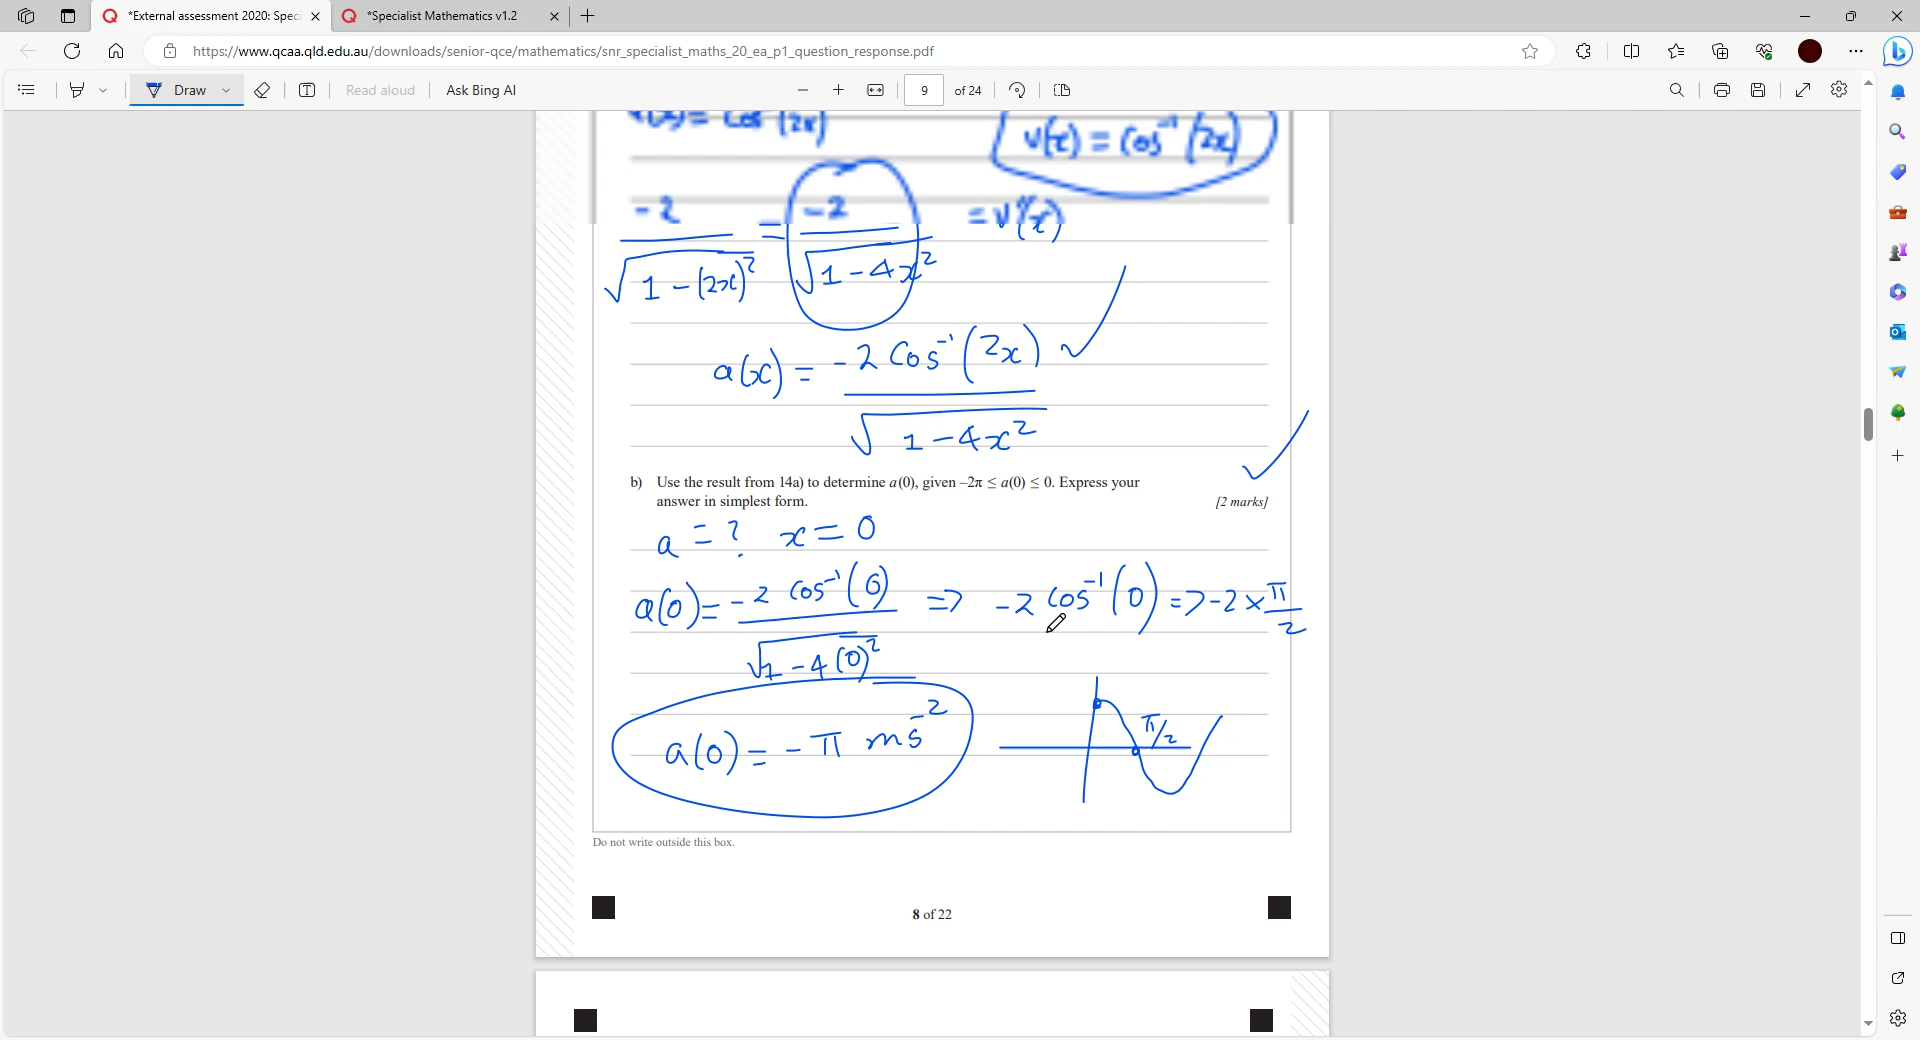 *External assessment 2020: Speci
*Specialist Mathematics v1.2
https://www.qcaa.qld.edu.au/downloads/senior-qce/mathematics/snr_specialist_maths_20_ea_p1_question_response.pdf
Draw
Read aloud
Ask Bing AI
9 of 24
v(x) = cos⁻¹(2x)
-2 / √(1 - (2x)²) = -2 / √(1 - 4x²) = v'(x)
a(x) = -2 cos⁻¹(2x) / √(1 - 4x²)
b) Use the result from 14a) to determine a(0), given –2π ≤ a(0) ≤ 0. Express your
answer in simplest form. [2 marks]
a = ? x = 0
a(0) = -2 cos⁻¹(0) / √(1 - 4(0)²) => -2 cos⁻¹(0) => -2 × π/2
a(0) = -π ms⁻²
π/2
Do not write outside this box.
8 of 22